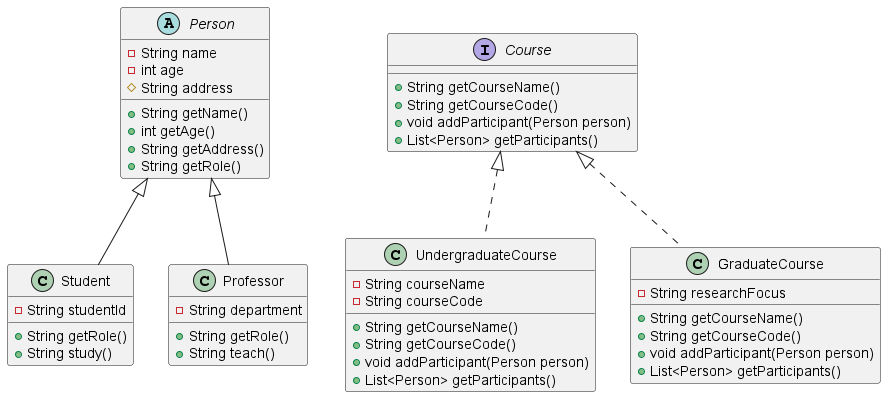 A Person
String name
int age
String address
String getName()
int getAge()
String getAddress()
String getRole()
I Course
String getCourseName()
String getCourseCode()
void addParticipant(Person person)
List<Person> getParticipants()
C Student
String studentId
String getRole()
String study()
C Professor
String department
String getRole()
String teach()
C UndergraduateCourse
String courseName
String courseCode
String getCourseName()
String getCourseCode()
void addParticipant(Person person)
List<Person> getParticipants()
C GraduateCourse
String researchFocus
String getCourseName()
String getCourseCode()
void addParticipant(Person person)
List<Person> getParticipants()